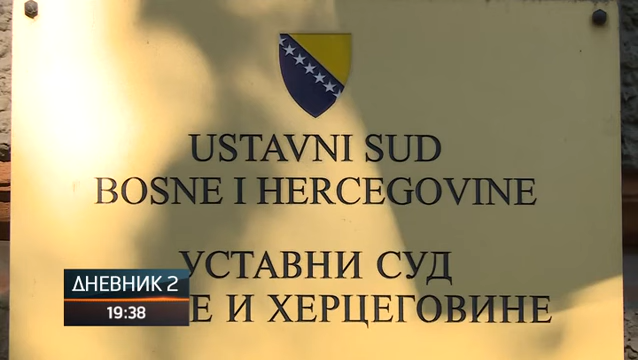 USTAVNI SUD
BOSNE I HERCEGOVINE
УСТАВНИ СУД
Е И ХЕРЦЕГОВИНЕ
ДНЕВНИК 2
19:38